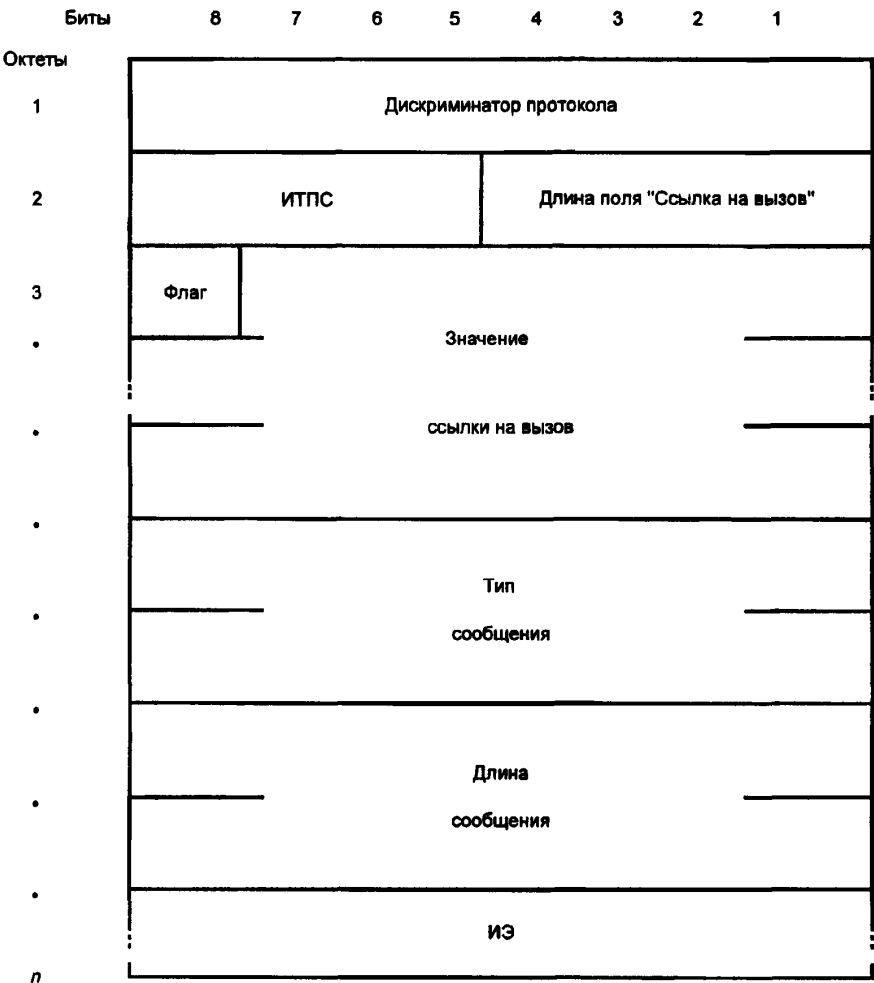 Биты 8 7 6 5 4 3 2 1
Октеты
1 Дискриминатор протокола
2 ИТПС Длина поля "Ссылка на вызов"
3 Флаг
Значение
ссылки на вызов
Тип
сообщения
Длина
сообщения
ИЭ
n